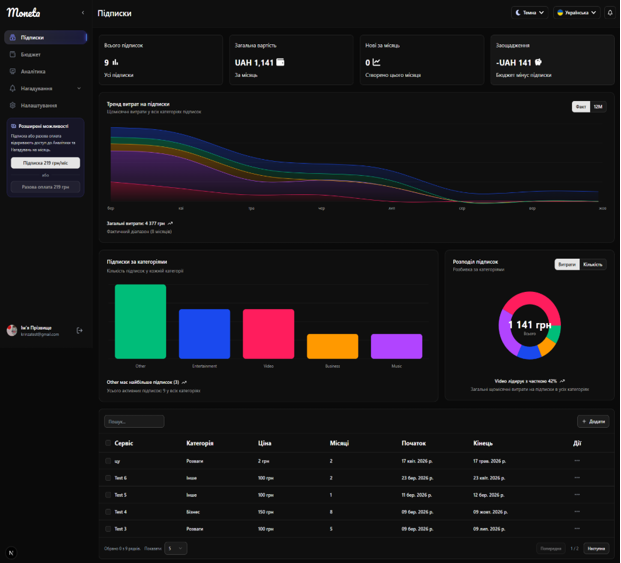 Moneta
Підписки
Бюджет
Аналітика
Нагадування
Налаштування
Розширені можливості
Підписка або разова оплата
відкривають доступ до Аналітики та
Нагадувань на місяць.
Підписка 219 грн/міс
або
Разова оплата 219 грн
Ім'я Прізвище
N
Підписки
Темна
Українська
Всього підписок
9
Усі підписки
Загальна вартість
UAH 1,141
За місяць
Нові за місяць
0
Створено цього місяця
Заощадження
-UAH 141
Бюджет мінус підписки
Тренд витрат на підписки
Щомісячні витрати у всіх категоріях підписок
Факт
12М
бер. кві. тра. чер. лип. сер. вер. жов.
Загальні витрати: 4 377 грн
Фактичний діапазон (8 місяців)
Підписки за категоріями
Кількість підписок у кожній категорії
Other Entertainment Video Business Music
Other має найбільше підписок (3)
Усього активних підписок: 9 у всіх категоріях
Розподіл підписок
Розбивка за категоріями
Витрати
Кількість
1 141 грн
Всього
Video лідирує з часткою 42%
Загальні щомісячні витрати на підписки в усіх категоріях
Пошук...
+ Додати
Сервіс Категорія Ціна Місяці Початок Кінець Дії
щр Розваги 2 грн 2 17 квіт. 2026 р. 17 трав. 2026 р. ...
Test 6 Інше 100 грн 2 23 бер. 2026 р. 23 квіт. 2026 р. ...
Test 5 Інше 100 грн 1 11 бер. 2026 р. 12 бер. 2026 р. ...
Test 4 Бізнес 150 грн 8 09 бер. 2026 р. 09 жовт. 2026 р. ...
Test 3 Розваги 100 грн 5 09 бер. 2026 р. 09 лип. 2026 р. ...
Обрано 0 з 9 рядків.
Показати
5
Попередня
1 / 2
Наступна